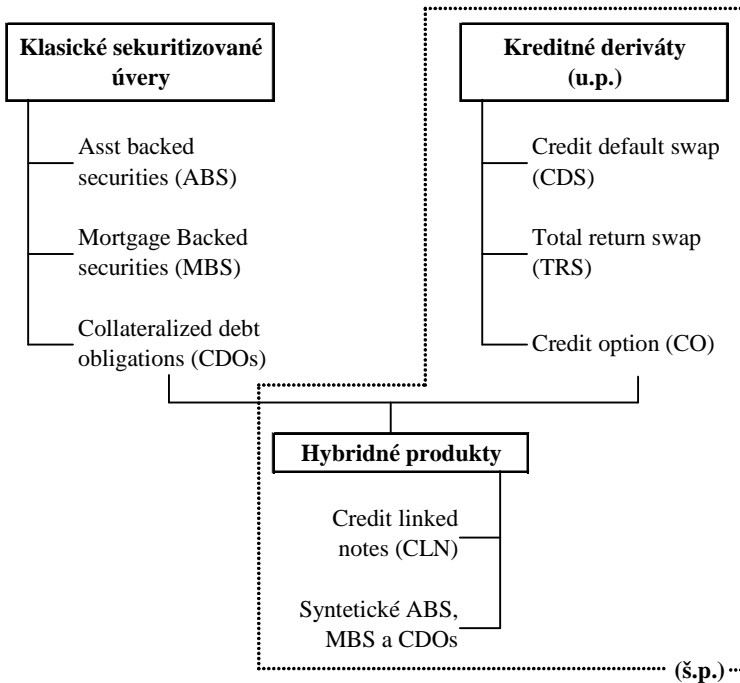 Klasické sekuritizované
úvery
Asst backed
securities (ABS)
Mortgage Backed
securities (MBS)
Collateralized debt
obligations (CDOs)
Kreditné deriváty
(u.p.)
Credit default swap
(CDS)
Total return swap
(TRS)
Credit option (CO)
Hybridné produkty
Credit linked
notes (CLN)
Syntetické ABS,
MBS a CDOs
(š.p.)